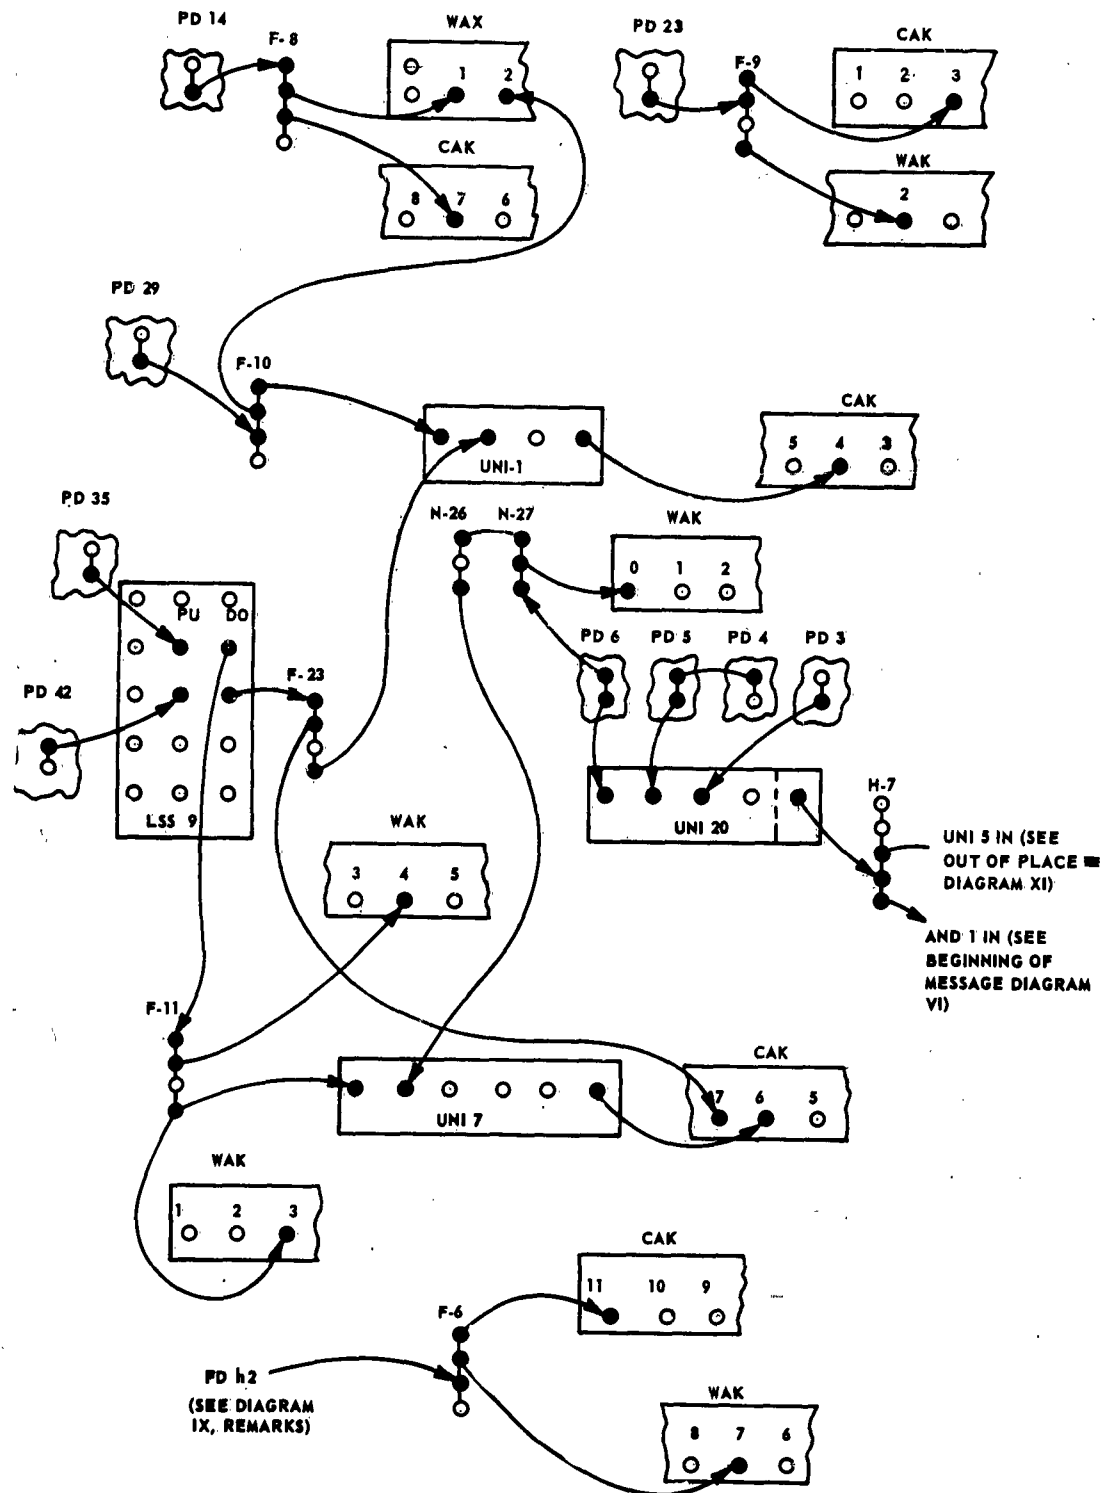 PD 14
F-8
WAX
1 2
CAK
8 7 6
PD 23
F-9
CAK
1 2 3
WAK
2
PD 29
F-10
UNI-1
CAK
5 4 3
PD 35
N-26 N-27
WAK
0 1 2
PU DO
PD 42
LSS 9
F-23
PD 6 PD 5 PD 4 PD 3
UNI 20
H-7
UNI 5 IN (SEE
OUT OF PLACE
DIAGRAM XI)
AND 1 IN (SEE
BEGINNING OF
MESSAGE DIAGRAM
VI)
WAK
3 4 5
F-11
UNI 7
CAK
7 6 5
WAK
1 2 3
CAK
11 10 9
F-6
PD h2
(SEE DIAGRAM
IX, REMARKS)
WAK
8 7 6